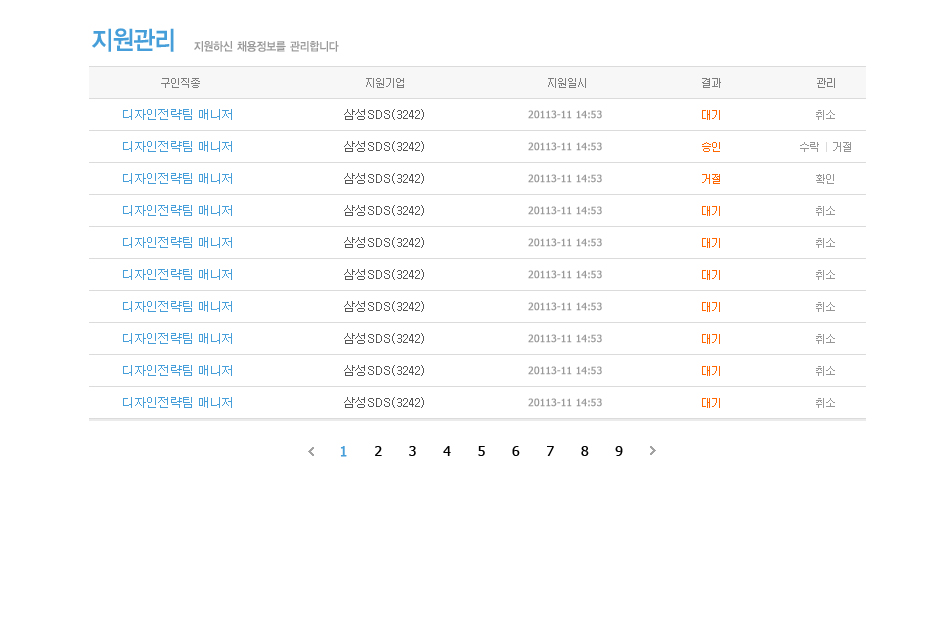 지원관리 지원하신 채용정보를 관리합니다
구인직종 지원기업 지원일시 결과 관리
디자인전략팀 매니저 삼성SDS(3242) 20113-11 14:53 대기 취소
디자인전략팀 매니저 삼성SDS(3242) 20113-11 14:53 승인 수락 | 거절
디자인전략팀 매니저 삼성SDS(3242) 20113-11 14:53 거절 확인
디자인전략팀 매니저 삼성SDS(3242) 20113-11 14:53 대기 취소
디자인전략팀 매니저 삼성SDS(3242) 20113-11 14:53 대기 취소
디자인전략팀 매니저 삼성SDS(3242) 20113-11 14:53 대기 취소
디자인전략팀 매니저 삼성SDS(3242) 20113-11 14:53 대기 취소
디자인전략팀 매니저 삼성SDS(3242) 20113-11 14:53 대기 취소
디자인전략팀 매니저 삼성SDS(3242) 20113-11 14:53 대기 취소
디자인전략팀 매니저 삼성SDS(3242) 20113-11 14:53 대기 취소
< 1 2 3 4 5 6 7 8 9 >